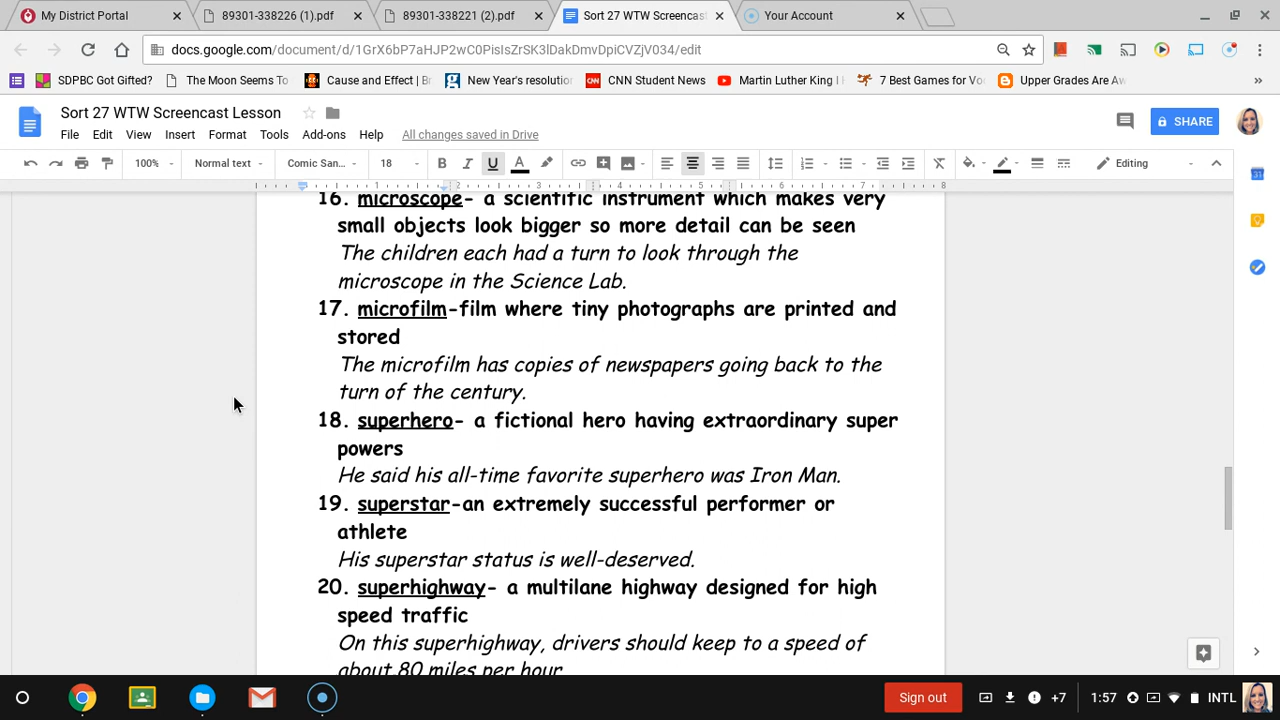 My District Portal
89301-338226 (1).pdf
89301-338221 (2).pdf
Sort 27 WTW Screencast
Your Account
docs.google.com/document/d/1GrX6bP7aHJP2wC0PisIsZrSK3lDakDmvDpiCVZjV034/edit
SDPBC Got Gifted?
The Moon Seems To
Cause and Effect | Br
New Year's resolution
CNN Student News
Martin Luther King
7 Best Games for
Upper Grades Are
Sort 27 WTW Screencast Lesson
File Edit View Insert Format Tools Add-ons Help All changes saved in Drive
SHARE
100% Normal text Comic San... 18 B I U A Editing
1 2 3 4 5 6 7 8
16. microscope- a scientific instrument which makes very
small objects look bigger so more detail can be seen
The children each had a turn to look through the
microscope in the Science Lab.
17. microfilm-film where tiny photographs are printed and
stored
The microfilm has copies of newspapers going back to the
turn of the century.
18. superhero- a fictional hero having extraordinary super
powers
He said his all-time favorite superhero was Iron Man.
19. superstar-an extremely successful performer or
athlete
His superstar status is well-deserved.
20. superhighway- a multilane highway designed for high
speed traffic
On this superhighway, drivers should keep to a speed of
about 80 miles per hour
Sign out
+7
1:57
INTL